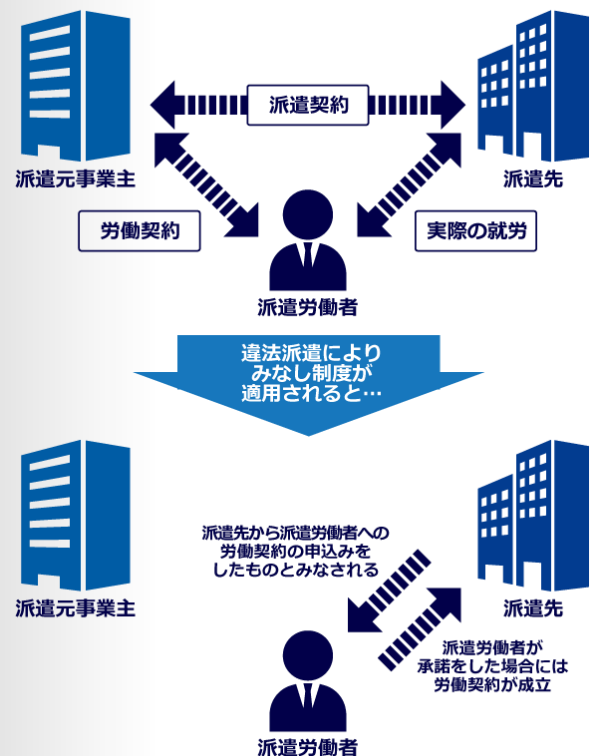 派遣契約
派遣元事業主
派遣先
労働契約
実際の就労
派遣労働者
違法派遣により
みなし制度が
適用されると…
派遣先から派遣労働者への
労働契約の申込みを
したものとみなされる
派遣元事業主
派遣先
派遣労働者が
承諾をした場合には
労働契約が成立
派遣労働者